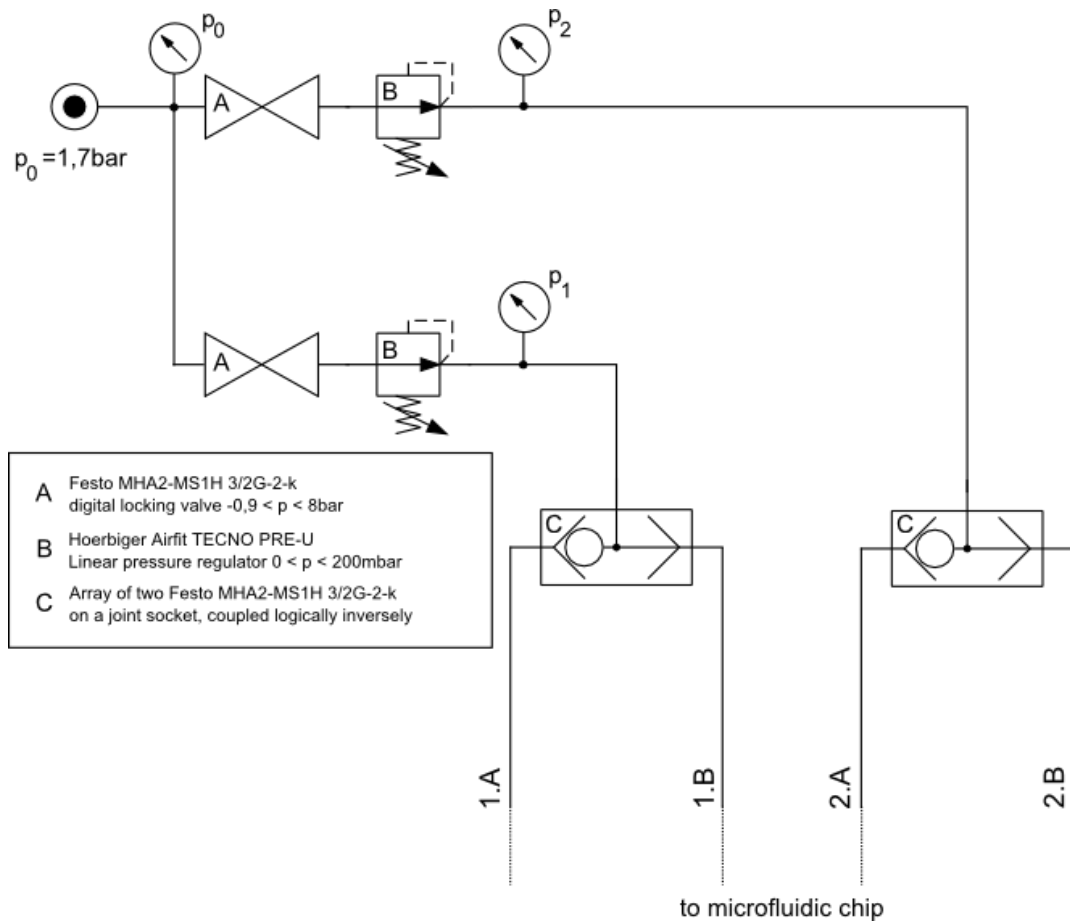 p0
p2
A
B
p0 =1,7bar
p1
A
B
A Festo MHA2-MS1H 3/2G-2-k
digital locking valve -0,9 < p < 8bar
B Hoerbiger Airfit TECNO PRE-U
Linear pressure regulator 0 < p < 200mbar
C Array of two Festo MHA2-MS1H 3/2G-2-k
on a joint socket, coupled logically inversely
C
C
1.A
1.B
2.A
2.B
to microfluidic chip